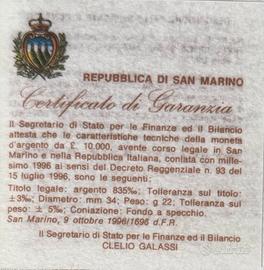 REPUBBLICA DI SAN MARINO
Certificato di Garanzia
Il Segretario di Stato per le Finanze ed il Bilancio
attesta che le caratteristiche tecniche della moneta
d'argento da £. 10.000, avente corso legale in San
Marino e nella Repubblica Italiana, contata con mille-
simo 1996 ai sensi del Decreto Reggenziale n. 93 del
15 luglio 1996, sono le seguenti:
Titolo legale: argento 835‰; Tolleranza sul titolo:
±3‰; Diametro: mm 34; Peso: g 22; Tolleranza sul
peso: ± 5‰; Coniazione: Fondo a specchio.
San Marino, 9 ottobre 1996/1696 d.F.R.
Il Segretario di Stato per le Finanze ed il Bilancio
CLELIO GALASSI